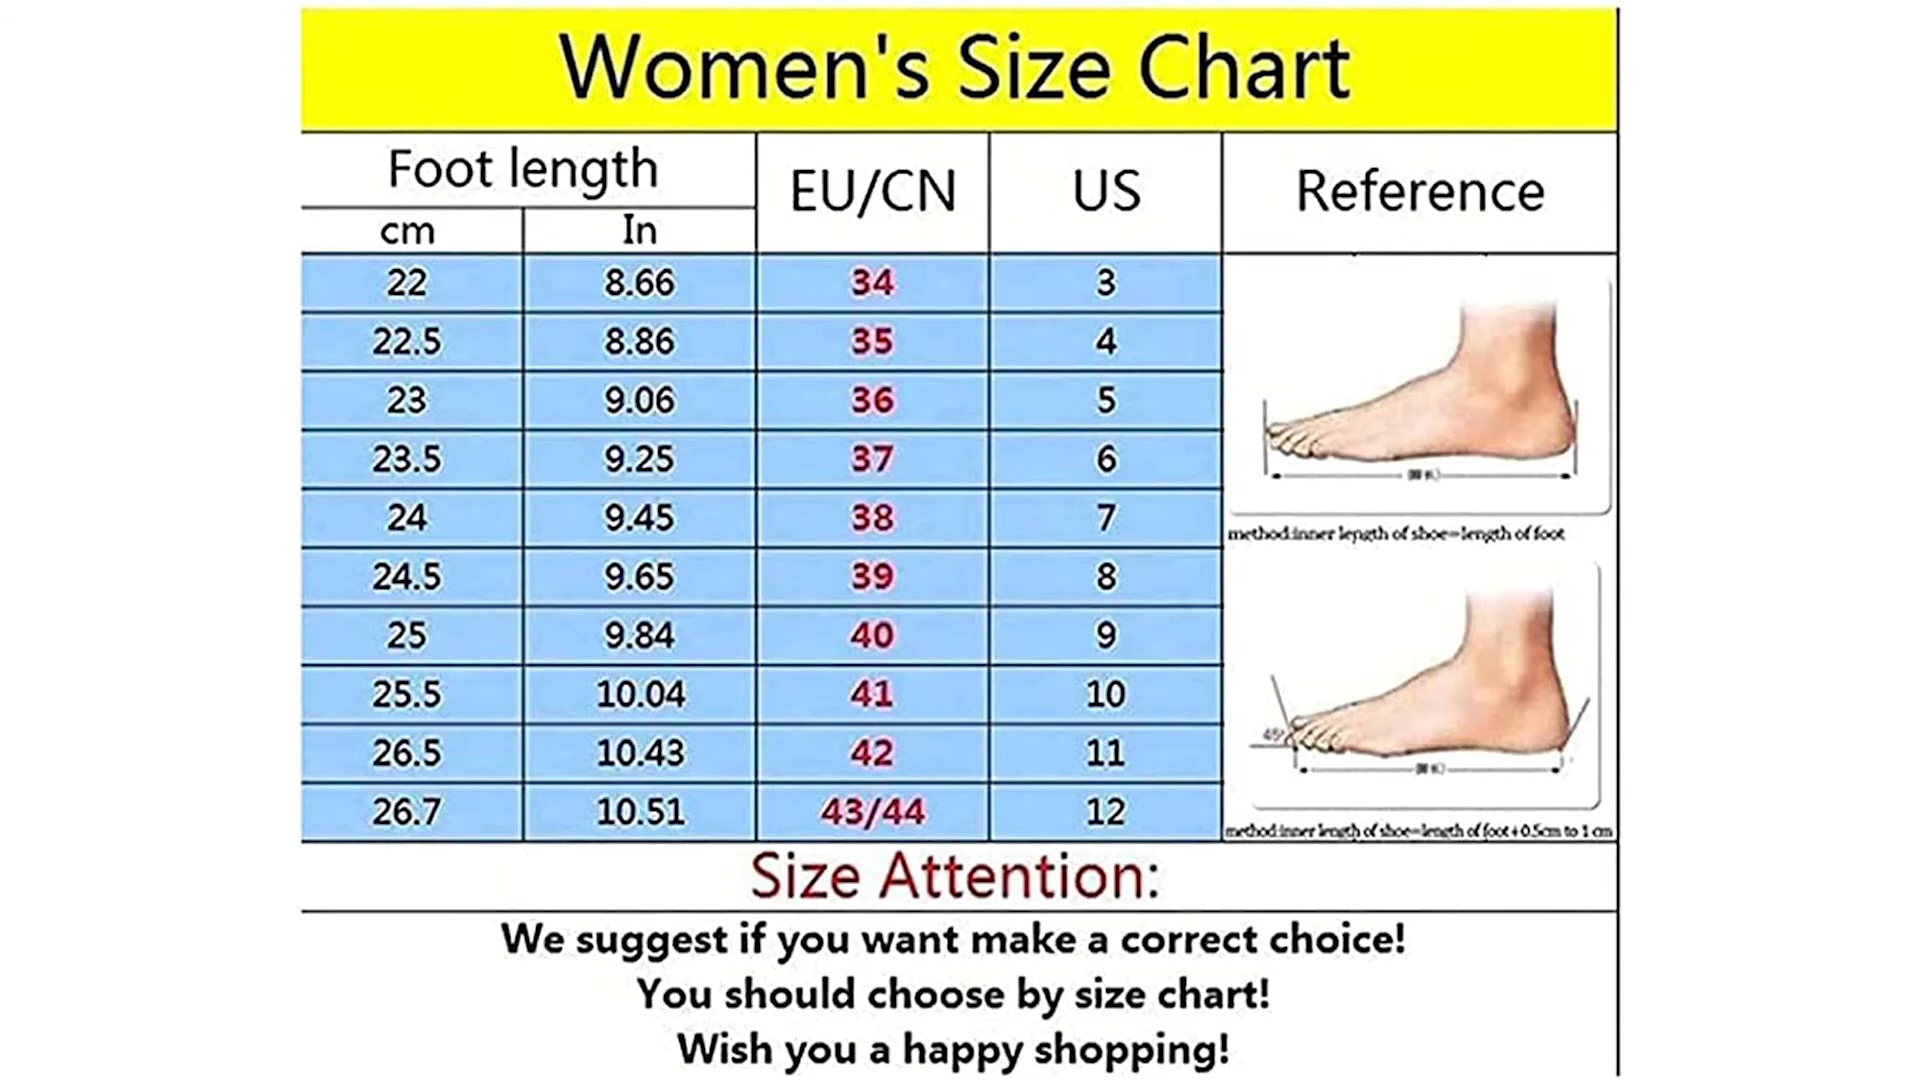 Women's Size Chart
Foot length EU/CN US Reference
cm In
22 8.66 34 3
22.5 8.86 35 4
23 9.06 36 5
23.5 9.25 37 6
24 9.45 38 7
method:inner length of shoe=length of foot
24.5 9.65 39 8
25 9.84 40 9
25.5 10.04 41 10
45°
26.5 10.43 42 11
26.7 10.51 43/44 12
method:inner length of shoe=length of foot+0.5cm to 1 cm
Size Attention:
We suggest if you want make a correct choice!
You should choose by size chart!
Wish you a happy shopping!